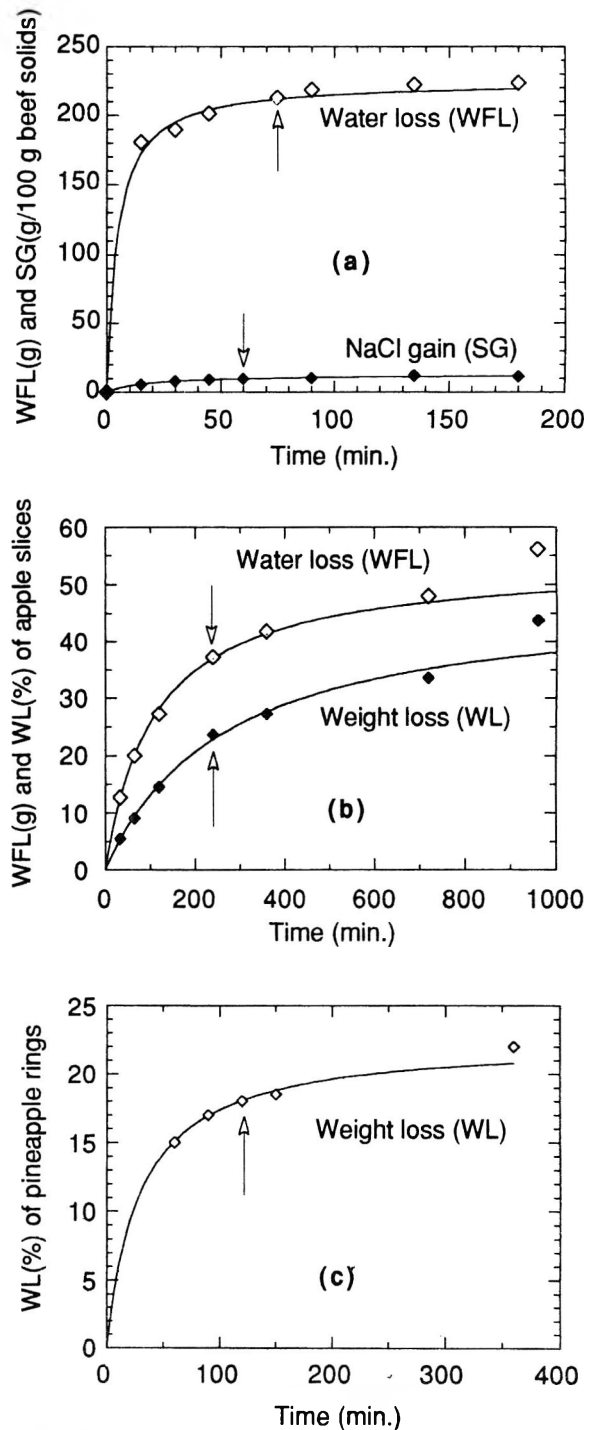 WFL(g) and SG(g/100 g beef solids)
250
200
150
100
50
0
Water loss (WFL)
(a)
NaCl gain (SG)
0 50 100 150 200
Time (min.)
WFL(g) and WL(%) of apple slices
60
50
40
30
20
10
0
Water loss (WFL)
Weight loss (WL)
(b)
0 200 400 600 800 1000
Time (min.)
WL(%) of pineapple rings
25
20
15
10
5
0
Weight loss (WL)
(c)
0 100 200 300 400
Time (min.)